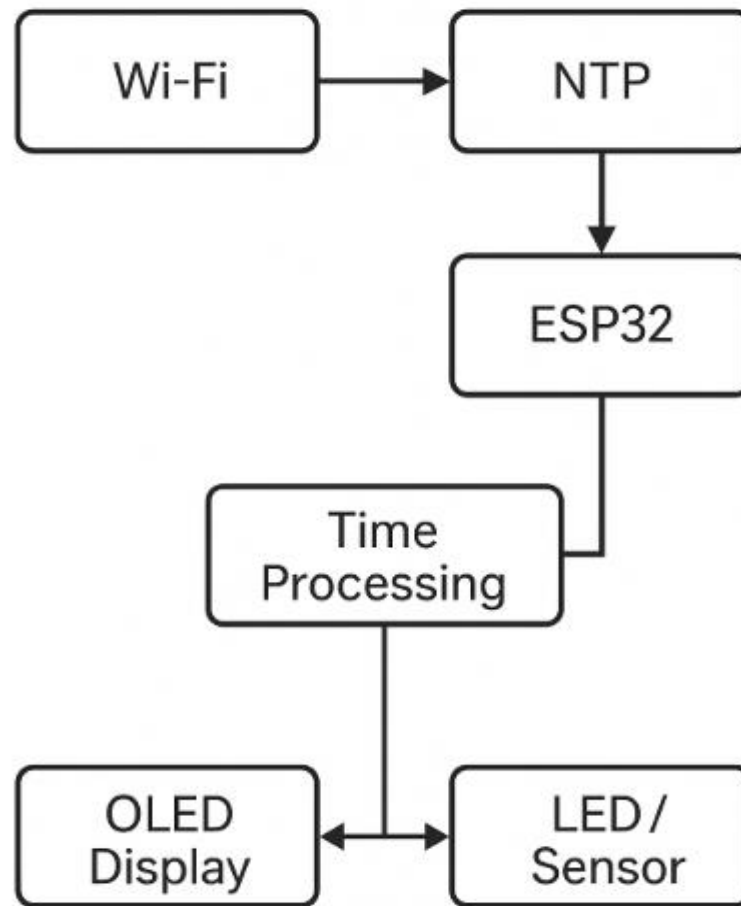 Wi-Fi
NTP
ESP32
Time
Processing
OLED
Display
LED /
Sensor